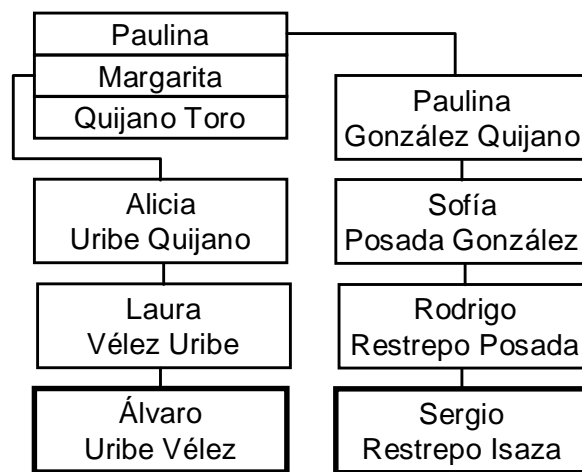 Paulina
Margarita
Quijano Toro
Paulina
González Quijano
Alicia
Uribe Quijano
Sofía
Posada González
Laura
Vélez Uribe
Rodrigo
Restrepo Posada
Álvaro
Uribe Vélez
Sergio
Restrepo Isaza